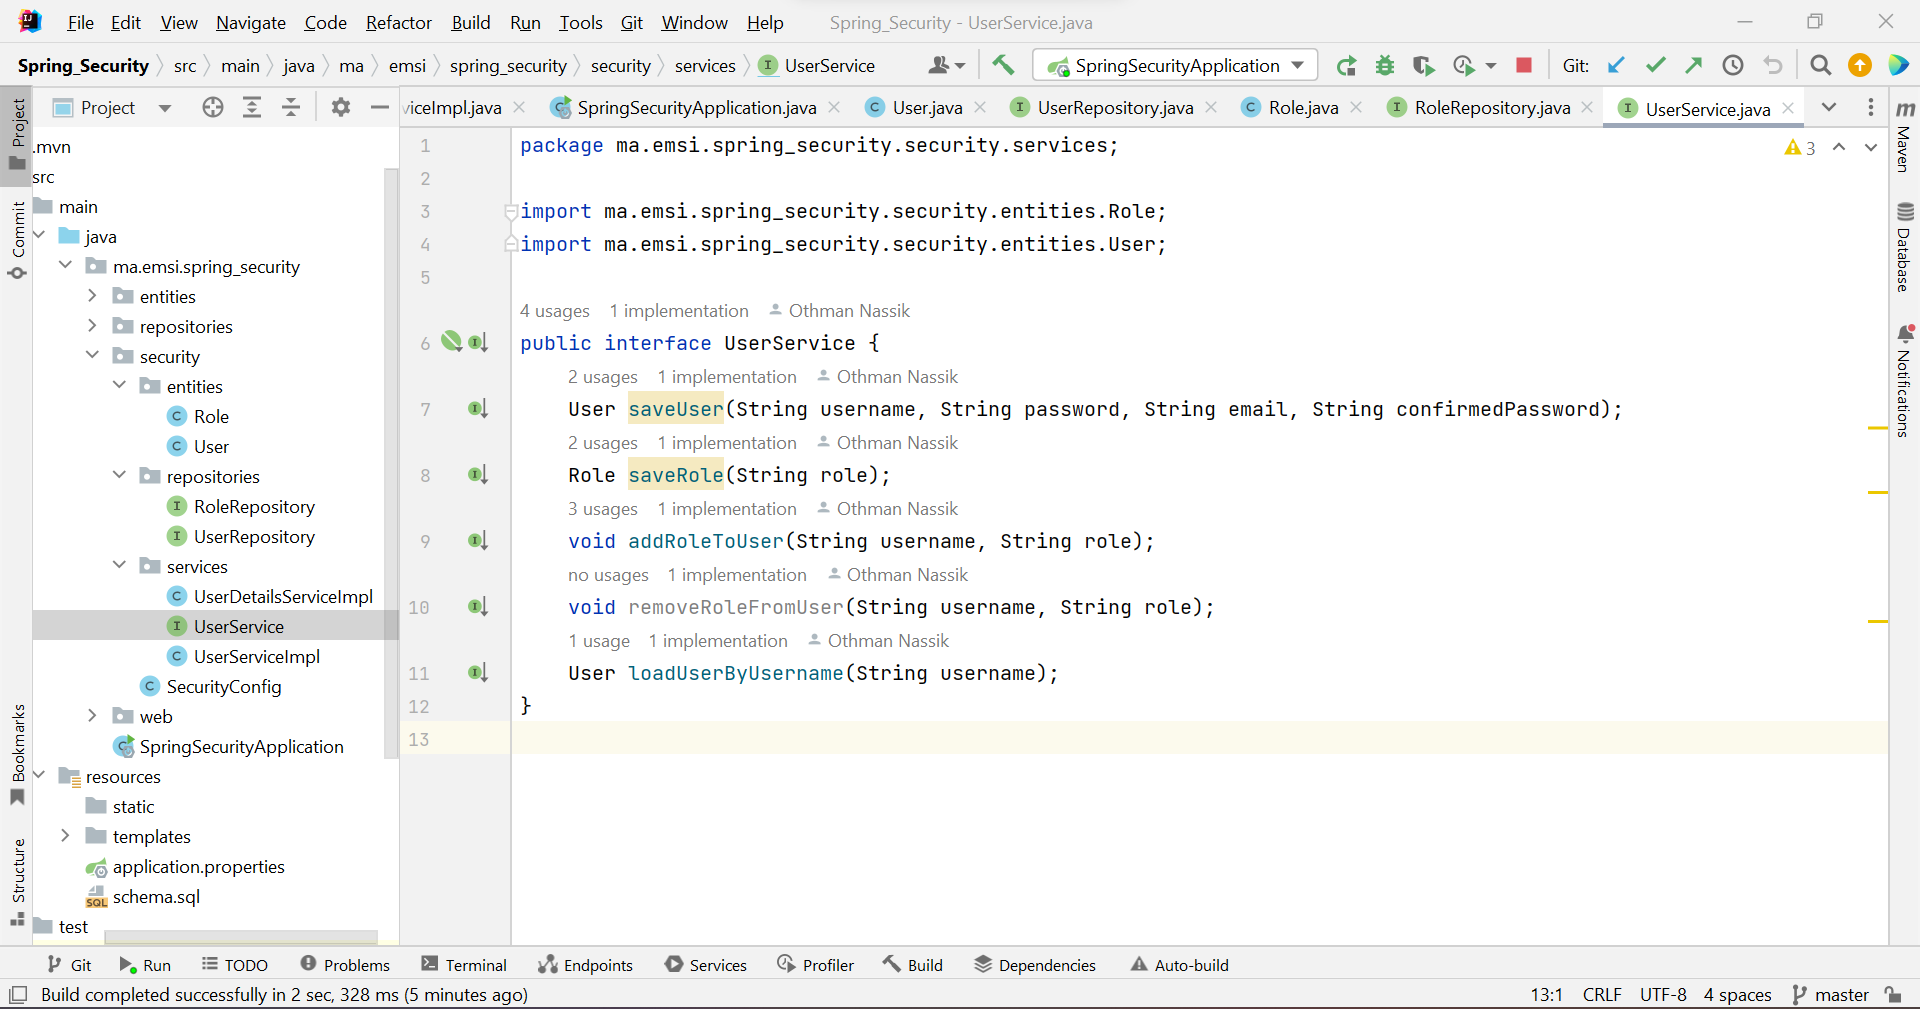 File Edit View Navigate Code Refactor Build Run Tools Git Window Help Spring_Security - UserService.java
Spring_Security src main java ma emsi spring_security security services UserService SpringSecurityApplication Git:
Project viceImpl.java SpringSecurityApplication.java User.java UserRepository.java Role.java RoleRepository.java UserService.java
Project
Commit
Bookmarks
Structure
.mvn
src
main
java
ma.emsi.spring_security
entities
repositories
security
entities
Role
User
repositories
RoleRepository
UserRepository
services
UserDetailsServiceImpl
UserService
UserServiceImpl
SecurityConfig
web
SpringSecurityApplication
resources
static
templates
application.properties
SQL schema.sql
test
1 package ma.emsi.spring_security.security.services;
2
3 import ma.emsi.spring_security.security.entities.Role;
4 import ma.emsi.spring_security.security.entities.User;
5
4 usages 1 implementation Othman Nassik
6 public interface UserService {
2 usages 1 implementation Othman Nassik
7 User saveUser(String username, String password, String email, String confirmedPassword);
2 usages 1 implementation Othman Nassik
8 Role saveRole(String role);
3 usages 1 implementation Othman Nassik
9 void addRoleToUser(String username, String role);
no usages 1 implementation Othman Nassik
10 void removeRoleFromUser(String username, String role);
1 usage 1 implementation Othman Nassik
11 User loadUserByUsername(String username);
12 }
13
3
m Maven
Database
Notifications
Git Run TODO Problems Terminal Endpoints Services Profiler Build Dependencies Auto-build
Build completed successfully in 2 sec, 328 ms (5 minutes ago) 13:1 CRLF UTF-8 4 spaces master